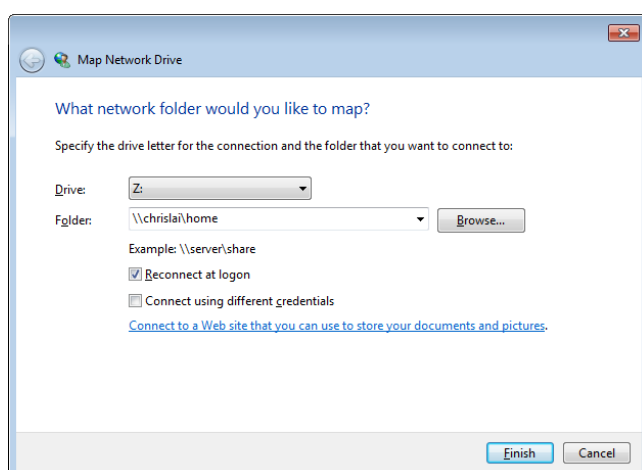 Map Network Drive
What network folder would you like to map?
Specify the drive letter for the connection and the folder that you want to connect to:
Drive: Z:
Folder: \\chrislai\home Browse...
Example: \\server\share
Reconnect at logon
Connect using different credentials
Connect to a Web site that you can use to store your documents and pictures.
Finish Cancel